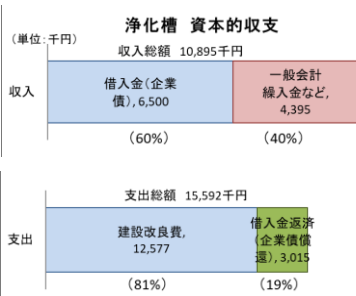 浄化槽 資本的収支
(単位:千円)
収入総額 10,895千円
収入
借入金(企業
債), 6,500
一般会計
繰入金など,
4,395
(60%)
(40%)
支出総額 15,592千円
支出
建設改良費,
12,577
借入金返済
(企業債償
還), 3,015
(81%)
(19%)